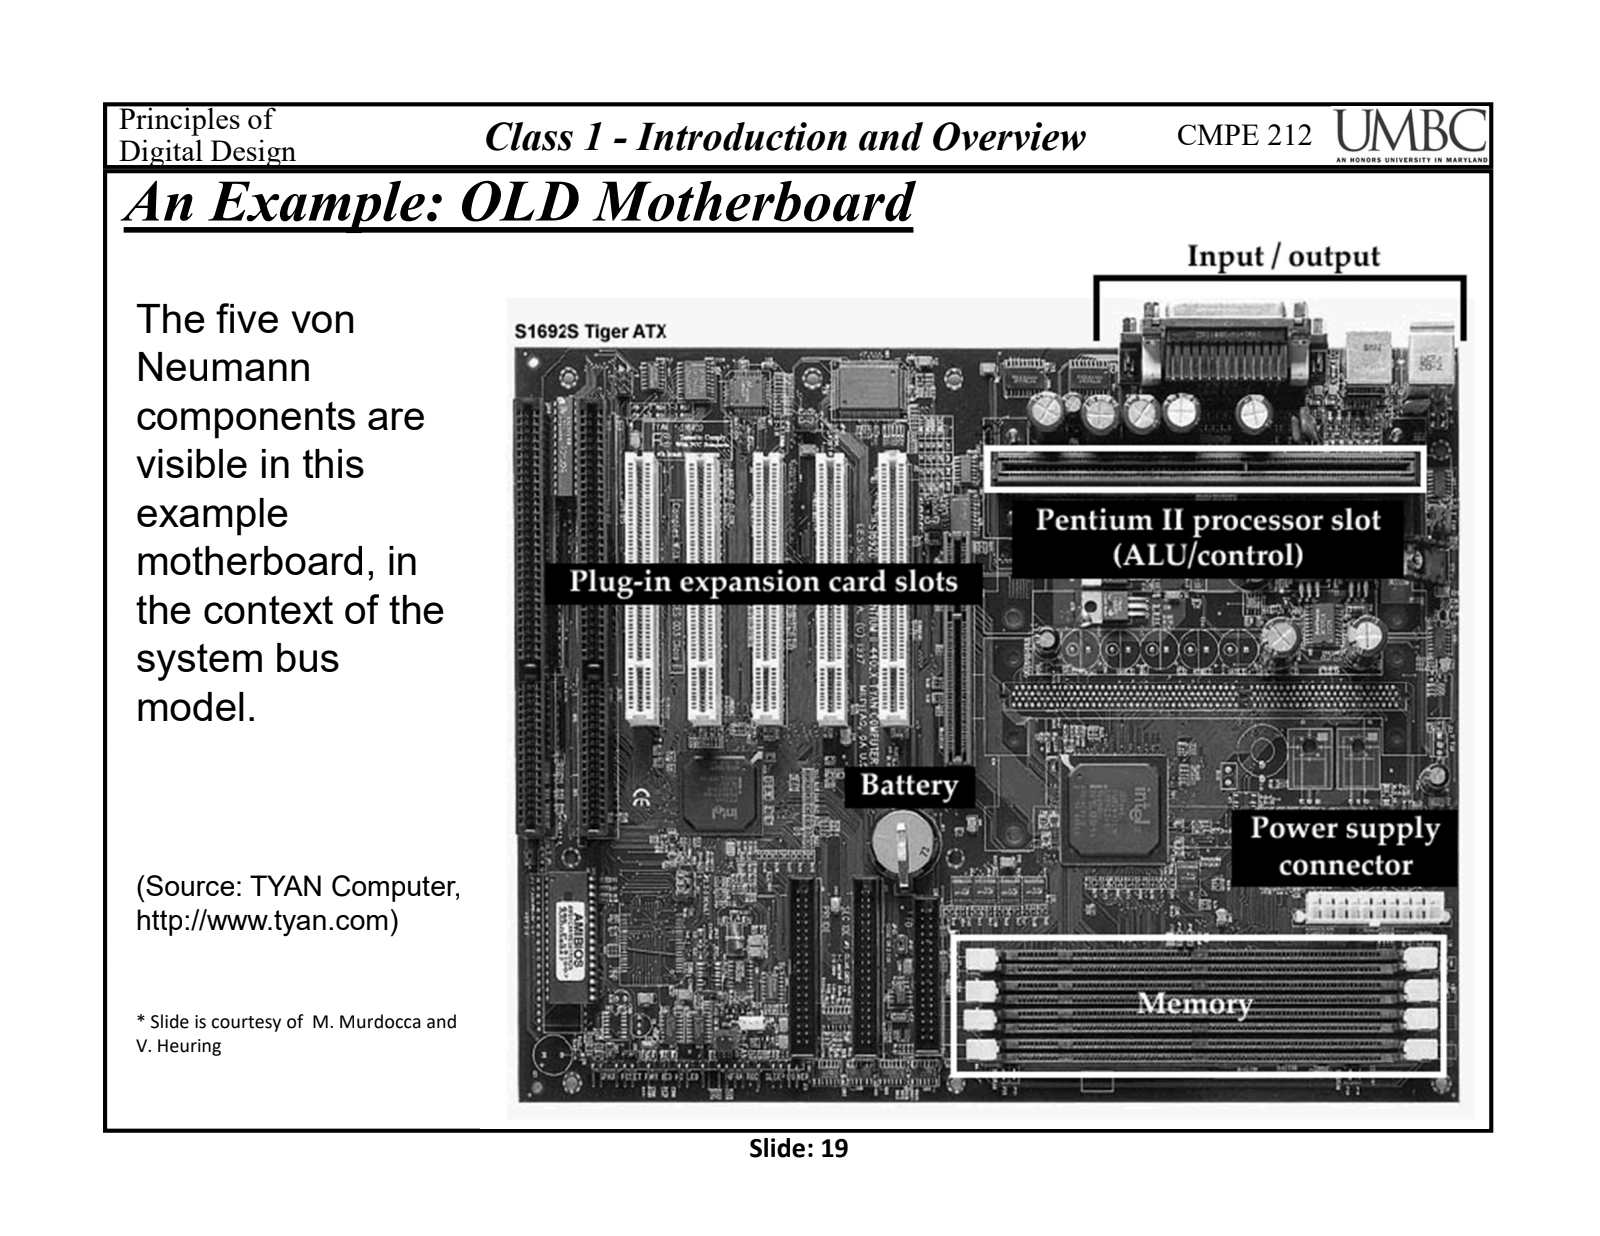 Principles of
Digital Design
Class 1 - Introduction and Overview
CMPE 212
UMBC
AN HONORS UNIVERSITY IN MARYLAND
An Example: OLD Motherboard
The five von
Neumann
components are
visible in this
example
motherboard, in
the context of the
system bus
model.
(Source: TYAN Computer,
http://www.tyan.com)
* Slide is courtesy of M. Murdocca and
V. Heuring
Input / output
S1692S Tiger ATX
Pentium II processor slot
(ALU/control)
Plug-in expansion card slots
Battery
Power supply
connector
intel
intel
AMIBIOS
Memory
Slide: 19